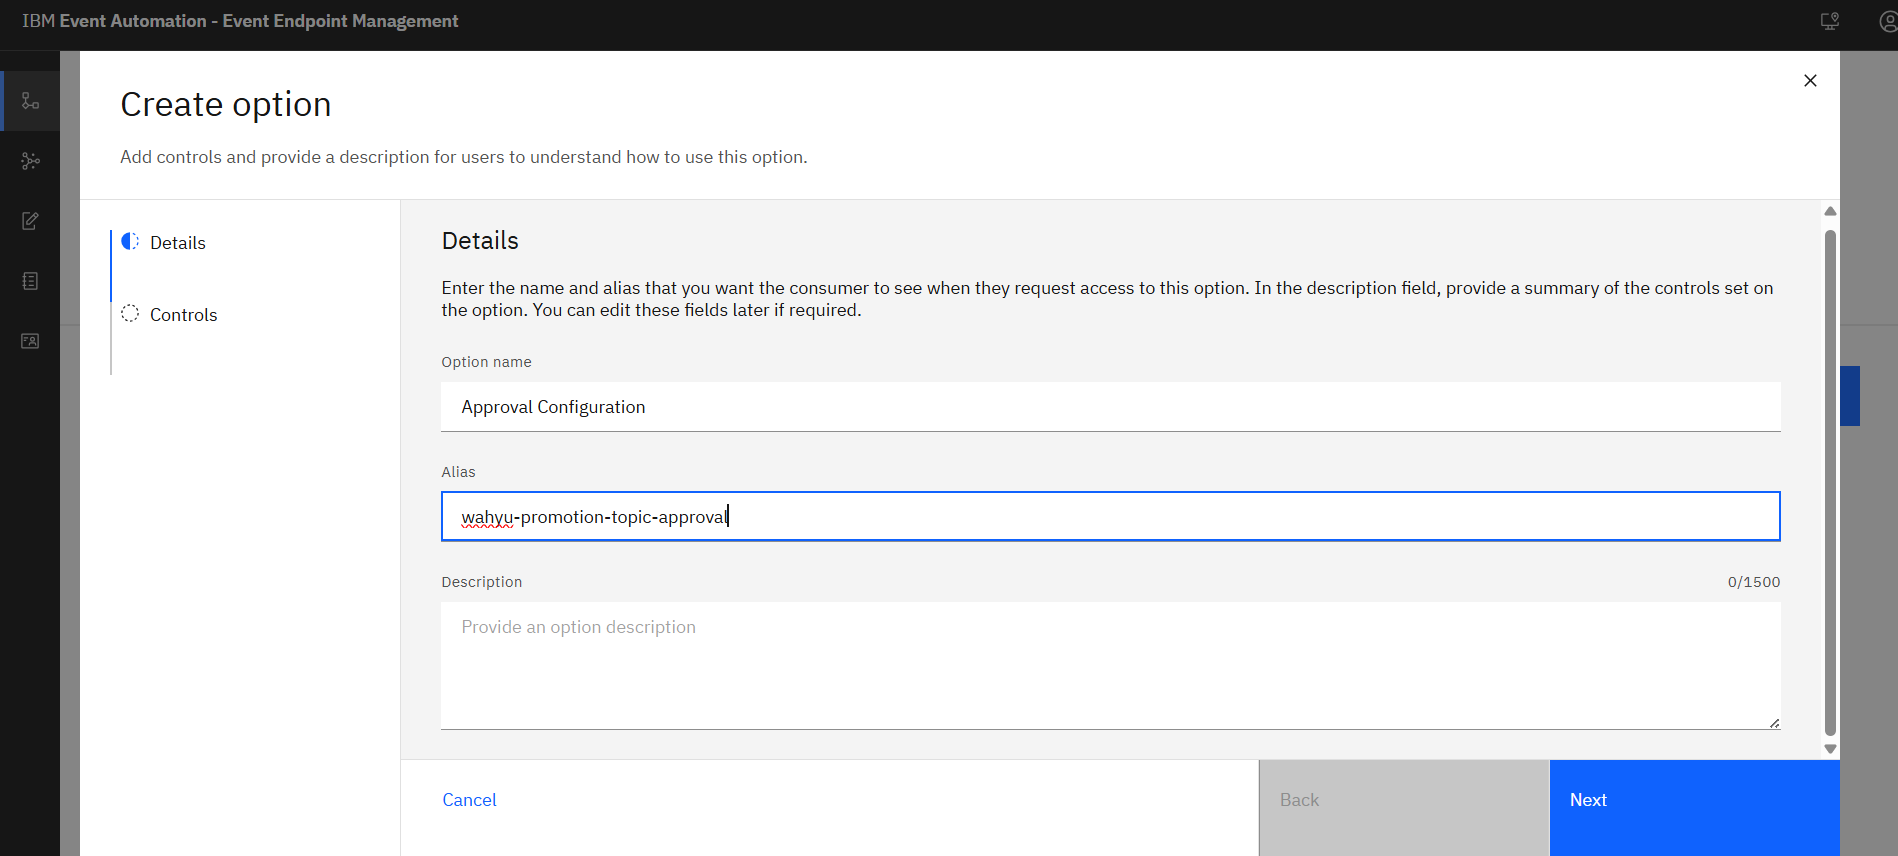 IBM Event Automation - Event Endpoint Management
Create option
Add controls and provide a description for users to understand how to use this option.
Details
Controls
Details
Enter the name and alias that you want the consumer to see when they request access to this option. In the description field, provide a summary of the controls set on
the option. You can edit these fields later if required.
Option name
Approval Configuration
Alias
wahyu-promotion-topic-approval
Description 0/1500
Provide an option description
Cancel
Back
Next